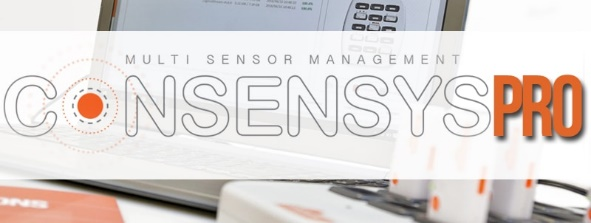 MULTI SENSOR MANAGEMENT
CONSENSYSPRO